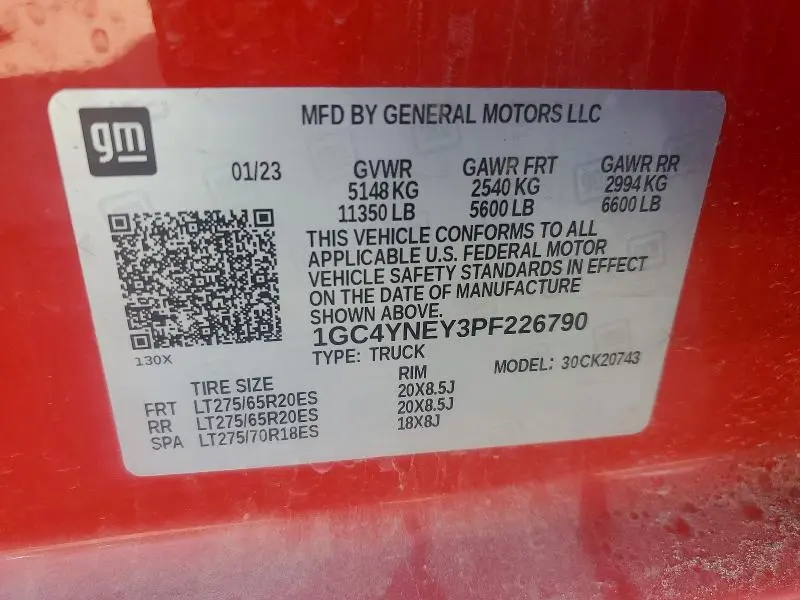 gm
MFD BY GENERAL MOTORS LLC
01/23 GVWR GAWR FRT GAWR RR
5148 KG 2540 KG 2994 KG
11350 LB 5600 LB 6600 LB
THIS VEHICLE CONFORMS TO ALL
APPLICABLE U.S. FEDERAL MOTOR
VEHICLE SAFETY STANDARDS IN EFFECT
ON THE DATE OF MANUFACTURE
SHOWN ABOVE.
1GC4YNEY3PF226790
130X
TYPE: TRUCK MODEL: 30CK20743
TIRE SIZE RIM
FRT LT275/65R20ES 20X8.5J
RR LT275/65R20ES 20X8.5J
SPA LT275/70R18ES 18X8J